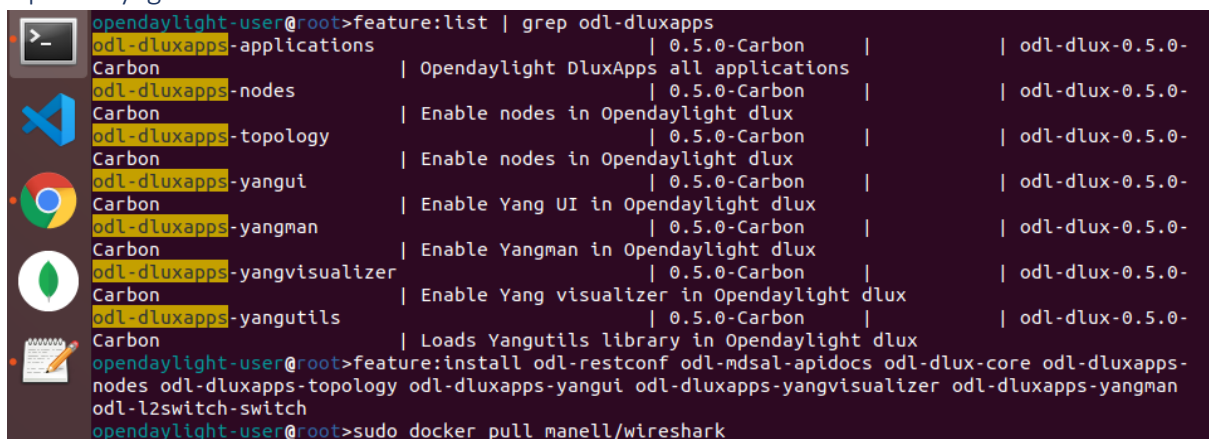 opendaylight-user@root>feature:list | grep odl-dluxapps
odl-dluxapps-applications | 0.5.0-Carbon | | odl-dlux-0.5.0-
Carbon | Opendaylight DluxApps all applications
odl-dluxapps-nodes | 0.5.0-Carbon | | odl-dlux-0.5.0-
Carbon | Enable nodes in Opendaylight dlux
odl-dluxapps-topology | 0.5.0-Carbon | | odl-dlux-0.5.0-
Carbon | Enable nodes in Opendaylight dlux
odl-dluxapps-yangui | 0.5.0-Carbon | | odl-dlux-0.5.0-
Carbon | Enable Yang UI in Opendaylight dlux
odl-dluxapps-yangman | 0.5.0-Carbon | | odl-dlux-0.5.0-
Carbon | Enable Yangman in Opendaylight dlux
odl-dluxapps-yangvisualizer | 0.5.0-Carbon | | odl-dlux-0.5.0-
Carbon | Enable Yang visualizer in Opendaylight dlux
odl-dluxapps-yangutils | 0.5.0-Carbon | | odl-dlux-0.5.0-
Carbon | Loads Yangutils library in Opendaylight dlux
opendaylight-user@root>feature:install odl-restconf odl-mdsal-apidocs odl-dlux-core odl-dluxapps-
nodes odl-dluxapps-topology odl-dluxapps-yangui odl-dluxapps-yangvisualizer odl-dluxapps-yangman
odl-l2switch-switch
opendaylight-user@root>sudo docker pull manell/wireshark